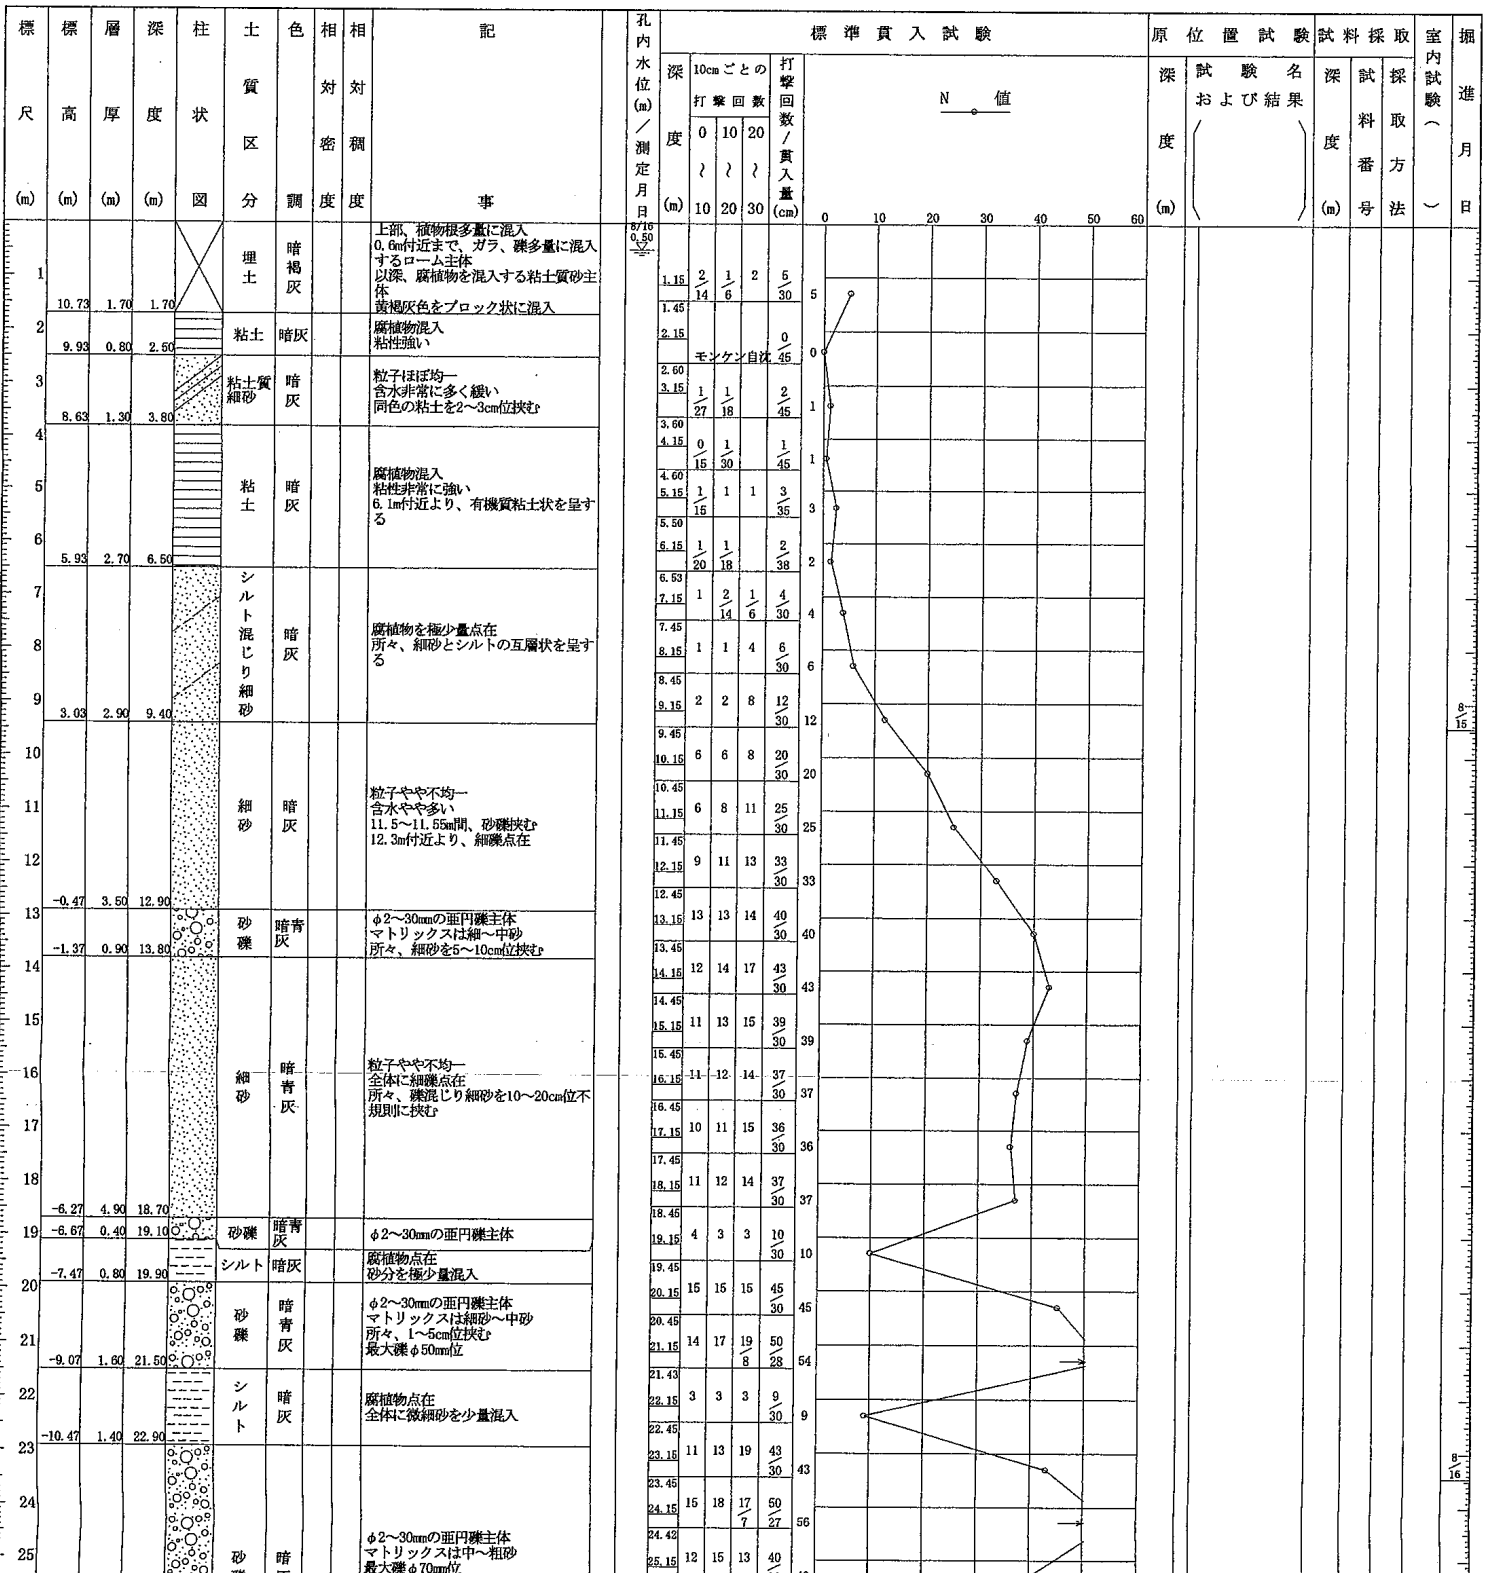 標尺(m)
標高(m)
層厚(m)
深度(m)
柱状図
土質区分
色調
相対密度
相対稠度
記事
孔内水位(m)/測定月日
標準貫入試験
深度(m)
10cmごとの
打撃回数
0 10 20
〜 〜 〜
10 20 30
打撃回数/貫入量(cm)
N 値
0 10 20 30 40 50 60
原位置試験
深度(m)
試験名
および結果
試料採取
深度(m)
試料番号
採取方法
室内試験( )
掘進月日
8/16
0.50
1
10.73 1.70 1.70
埋土
暗褐灰
上部、植物根多量に混入
0.6m付近まで、ガラ、礫多量に混入
するローム主体
以深、腐植物を混入する粘土質砂主
体
黄褐灰色をブロック状に混入
1.15 2/14 1/6 2 5/30 5
1.45
2
9.93 0.80 2.50
粘土
暗灰
腐植物混入
粘性強い
2.15 モンケン自沈 0/45 0
2.60
3
8.63 1.30 3.80
粘土質
細砂
暗灰
粒子ほぼ均一
含水非常に多く緩い
同色の粘土を2〜3cm位挟む
3.15 1/27 1/18 2/45 1
3.60
4
4.15 0/15 1/30 1/45 1
4.60
5
粘土
暗灰
腐植物混入
粘性非常に強い
6.1m付近より、有機質粘土状を呈す
る
5.15 1/15 1 1 3/35 3
5.50
6
5.93 2.70 6.50
6.15 1/20 1/18 2/38 2
6.53
7
シルト混じり細砂
暗灰
腐植物を極少量点在
所々、細砂とシルトの互層状を呈す
る
7.15 1 2/14 1/6 4/30 4
7.45
8
8.15 1 1 4 6/30 6
8.45
9
3.03 2.90 9.40
9.15 2 2 8 12/30 12
9.45
8/15
10
10.15 6 6 8 20/30 20
10.45
11
細砂
暗灰
粒子やや不均一
含水やや多い
11.5〜11.55m間、砂礫挟む
12.3m付近より、細礫点在
11.15 6 8 11 25/30 25
11.45
12
12.15 9 11 13 33/30 33
12.45
-0.47 3.50 12.90
13
砂礫
暗青灰
φ2〜30mmの亜円礫主体
マトリックスは細〜中砂
所々、細砂を5〜10cm位挟む
13.15 13 13 14 40/30 40
13.45
-1.37 0.90 13.80
14
14.15 12 14 17 43/30 43
14.45
15
15.15 11 13 15 39/30 39
15.45
16
細砂
暗青灰
粒子やや不均一
全体に細礫点在
所々、礫混じり細砂を10〜20cm位不
規則に挟む
16.15 11 12 14 37/30 37
16.45
17
17.15 10 11 15 36/30 36
17.45
18
18.15 11 12 14 37/30 37
18.45
-6.27 4.90 18.70
19
-6.67 0.40 19.10
砂礫
暗青灰
φ2〜30mmの亜円礫主体
19.15 4 3 3 10/30 10
19.45
-7.47 0.80 19.90
シルト
暗灰
腐植物点在
砂分を極少量混入
20
20.15 15 15 15 45/30 45
20.45
砂礫
暗青灰
φ2〜30mmの亜円礫主体
マトリックスは細砂〜中砂
所々、1〜5cm位挟む
最大礫φ50mm位
21
-9.07 1.60 21.50
21.15 14 17 19/8 50/28 54
21.43
22
シルト
暗灰
腐植物点在
全体に微細砂を少量混入
22.15 3 3 3 9/30 9
22.45
-10.47 1.40 22.90
23
23.15 11 13 19 43/30 43
23.45
8/16
24
24.15 15 18 17/7 50/27 56
24.42
25
砂
暗
φ2〜30mmの亜円礫主体
マトリックスは中〜粗砂
最大礫φ70mm位
25.15 12 15 13 40